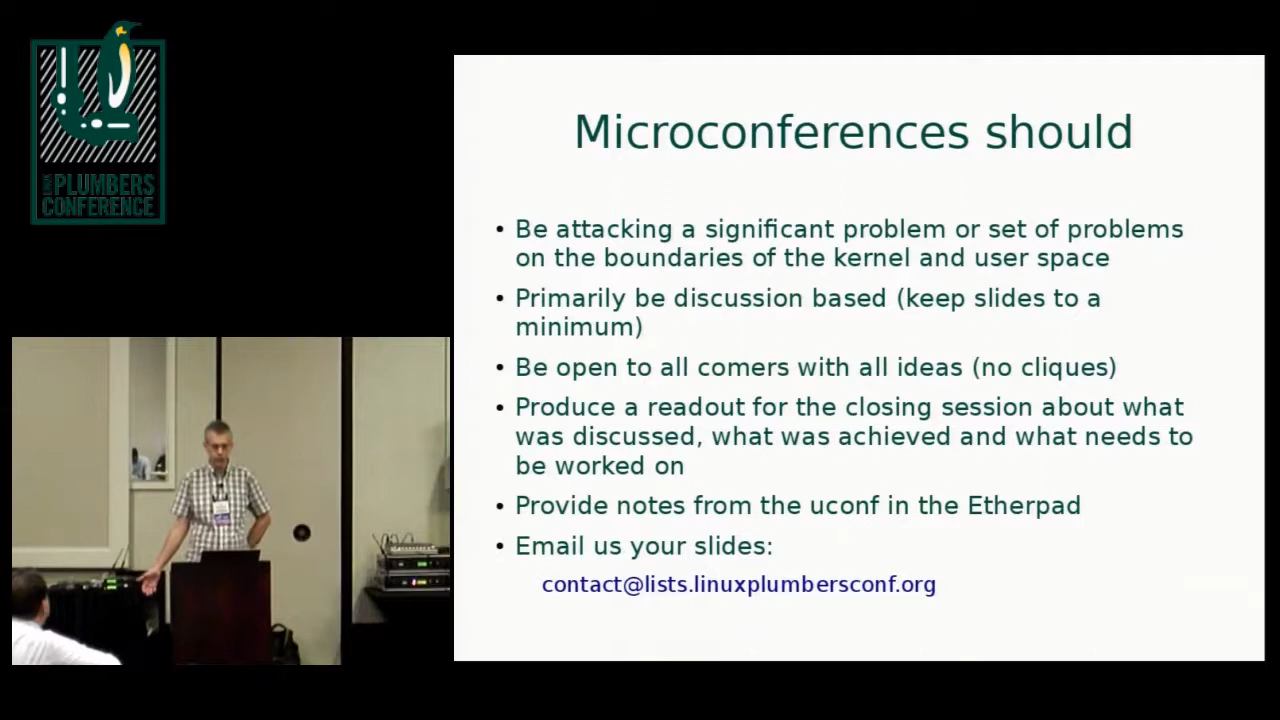 LINUX
PLUMBERS
CONFERENCE
Microconferences should
• Be attacking a significant problem or set of problems
on the boundaries of the kernel and user space
• Primarily be discussion based (keep slides to a
minimum)
• Be open to all comers with all ideas (no cliques)
• Produce a readout for the closing session about what
was discussed, what was achieved and what needs to
be worked on
• Provide notes from the uconf in the Etherpad
• Email us your slides:
contact@lists.linuxplumbersconf.org